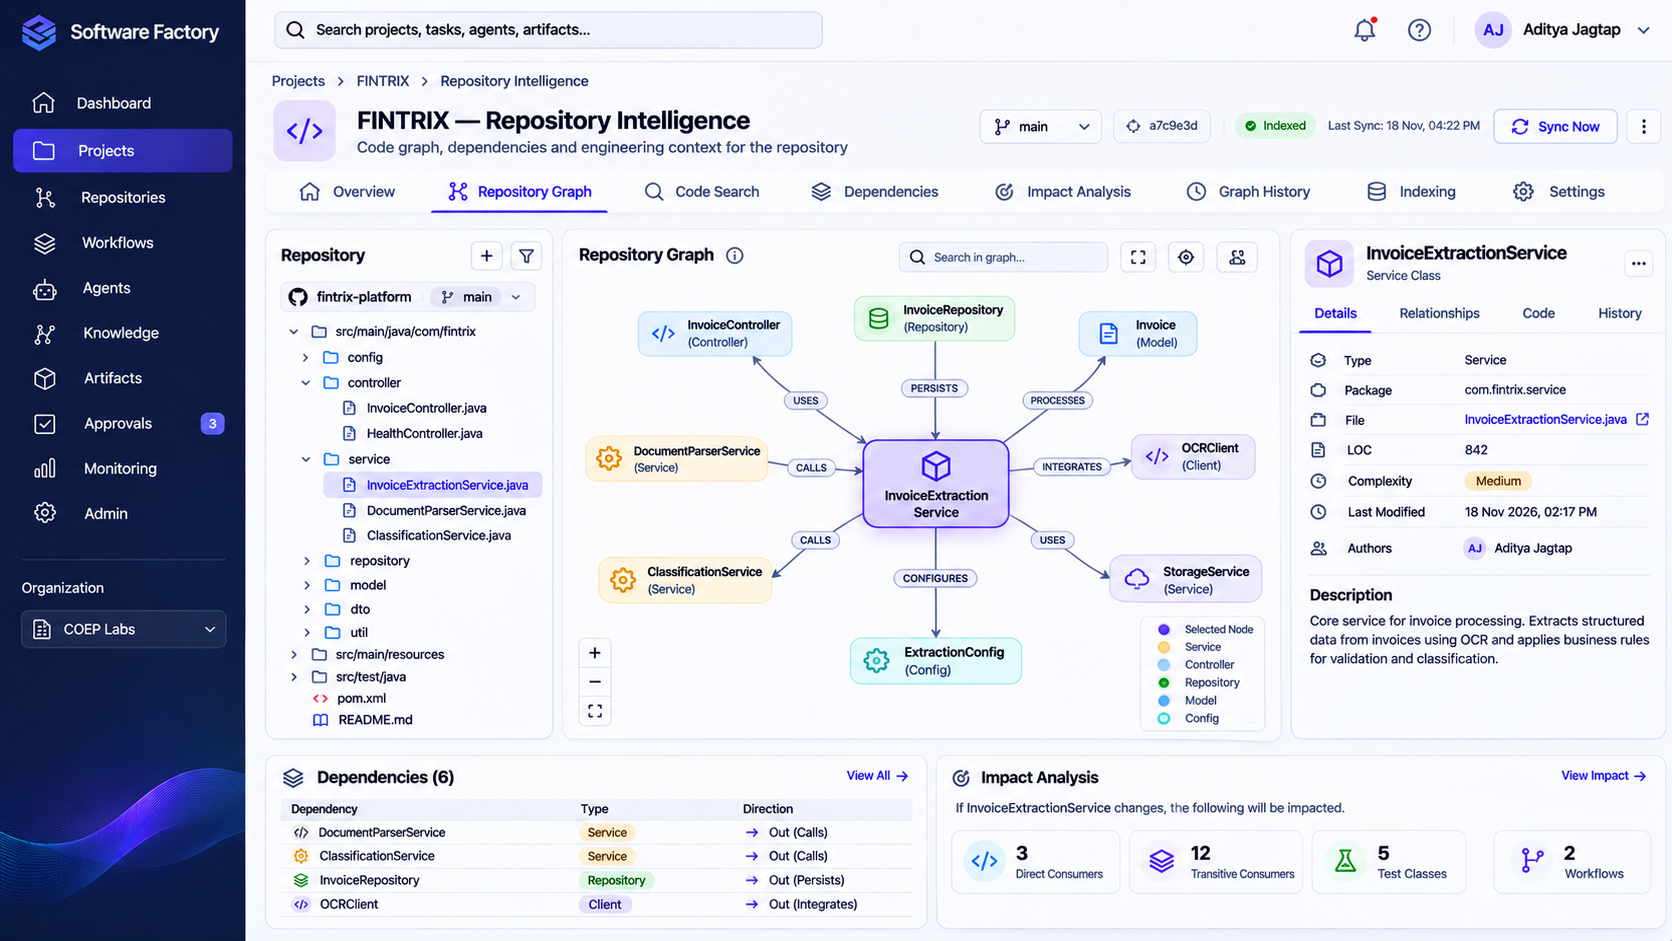 Software Factory
Search projects, tasks, agents, artifacts...
AJ Aditya Jagtap
Dashboard
Projects
Repositories
Workflows
Agents
Knowledge
Artifacts
Approvals 3
Monitoring
Admin
Organization
COEP Labs
Projects > FINTRIX > Repository Intelligence
FINTRIX — Repository Intelligence
Code graph, dependencies and engineering context for the repository
main
a7c9e3d
Indexed
Last Sync: 18 Nov, 04:22 PM
Sync Now
Overview
Repository Graph
Code Search
Dependencies
Impact Analysis
Graph History
Indexing
Settings
Repository
fintrix-platform main
src/main/java/com/fintrix
config
controller
InvoiceController.java
HealthController.java
service
InvoiceExtractionService.java
DocumentParserService.java
ClassificationService.java
repository
model
dto
util
src/main/resources
src/test/java
pom.xml
README.md
Repository Graph
Search in graph...
InvoiceController
(Controller)
InvoiceRepository
(Repository)
Invoice
(Model)
USES
PERSISTS
PROCESSES
DocumentParserService
(Service)
CALLS
InvoiceExtraction
Service
INTEGRATES
OCRClient
(Client)
CALLS
USES
ClassificationService
(Service)
CONFIGURES
StorageService
(Service)
ExtractionConfig
(Config)
Selected Node
Service
Controller
Repository
Model
Config
InvoiceExtractionService
Service Class
Details
Relationships
Code
History
Type Service
Package com.fintrix.service
File InvoiceExtractionService.java
LOC 842
Complexity Medium
Last Modified 18 Nov 2026, 02:17 PM
Authors AJ Aditya Jagtap
Description
Core service for invoice processing. Extracts structured
data from invoices using OCR and applies business rules
for validation and classification.
Dependencies (6)
View All →
Dependency Type Direction
DocumentParserService Service → Out (Calls)
ClassificationService Service → Out (Calls)
InvoiceRepository Repository → Out (Persists)
OCRClient Client → Out (Integrates)
Impact Analysis
View Impact →
If InvoiceExtractionService changes, the following will be impacted.
3
Direct Consumers
12
Transitive Consumers
5
Test Classes
2
Workflows